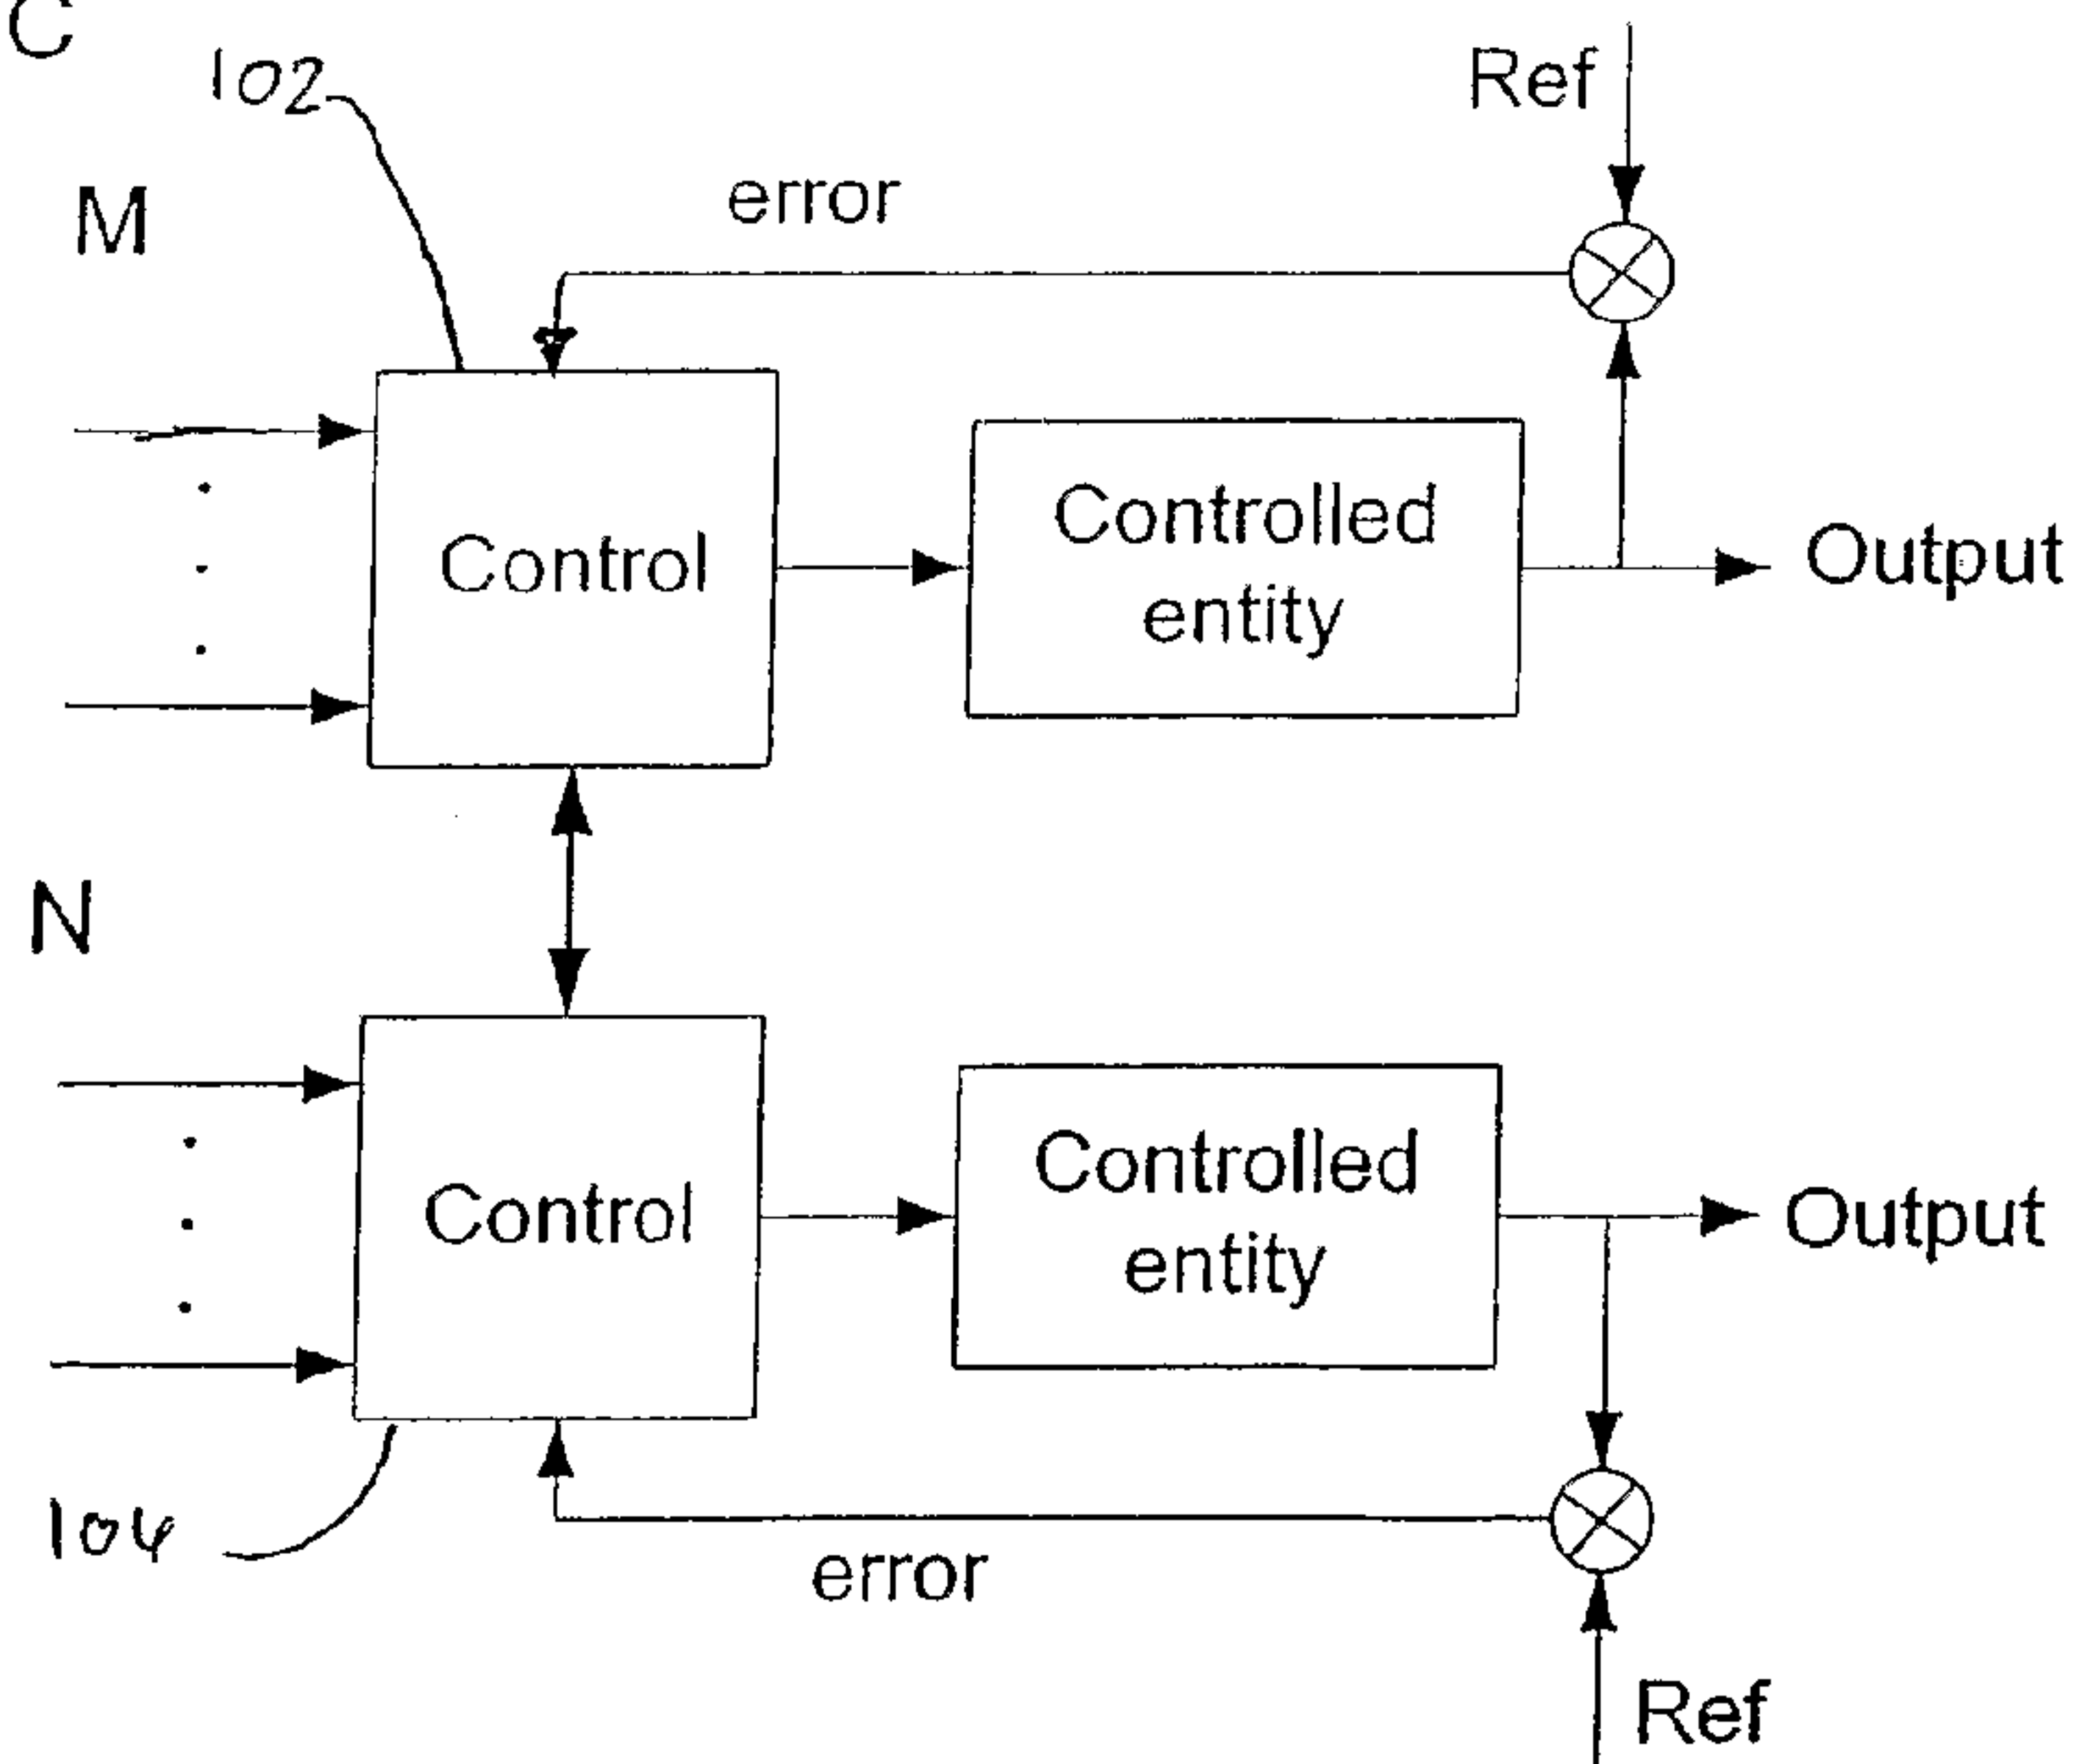 C
102
Ref
M
error
Control
Controlled
entity
Output
N
Control
Controlled
entity
Output
104
error
Ref